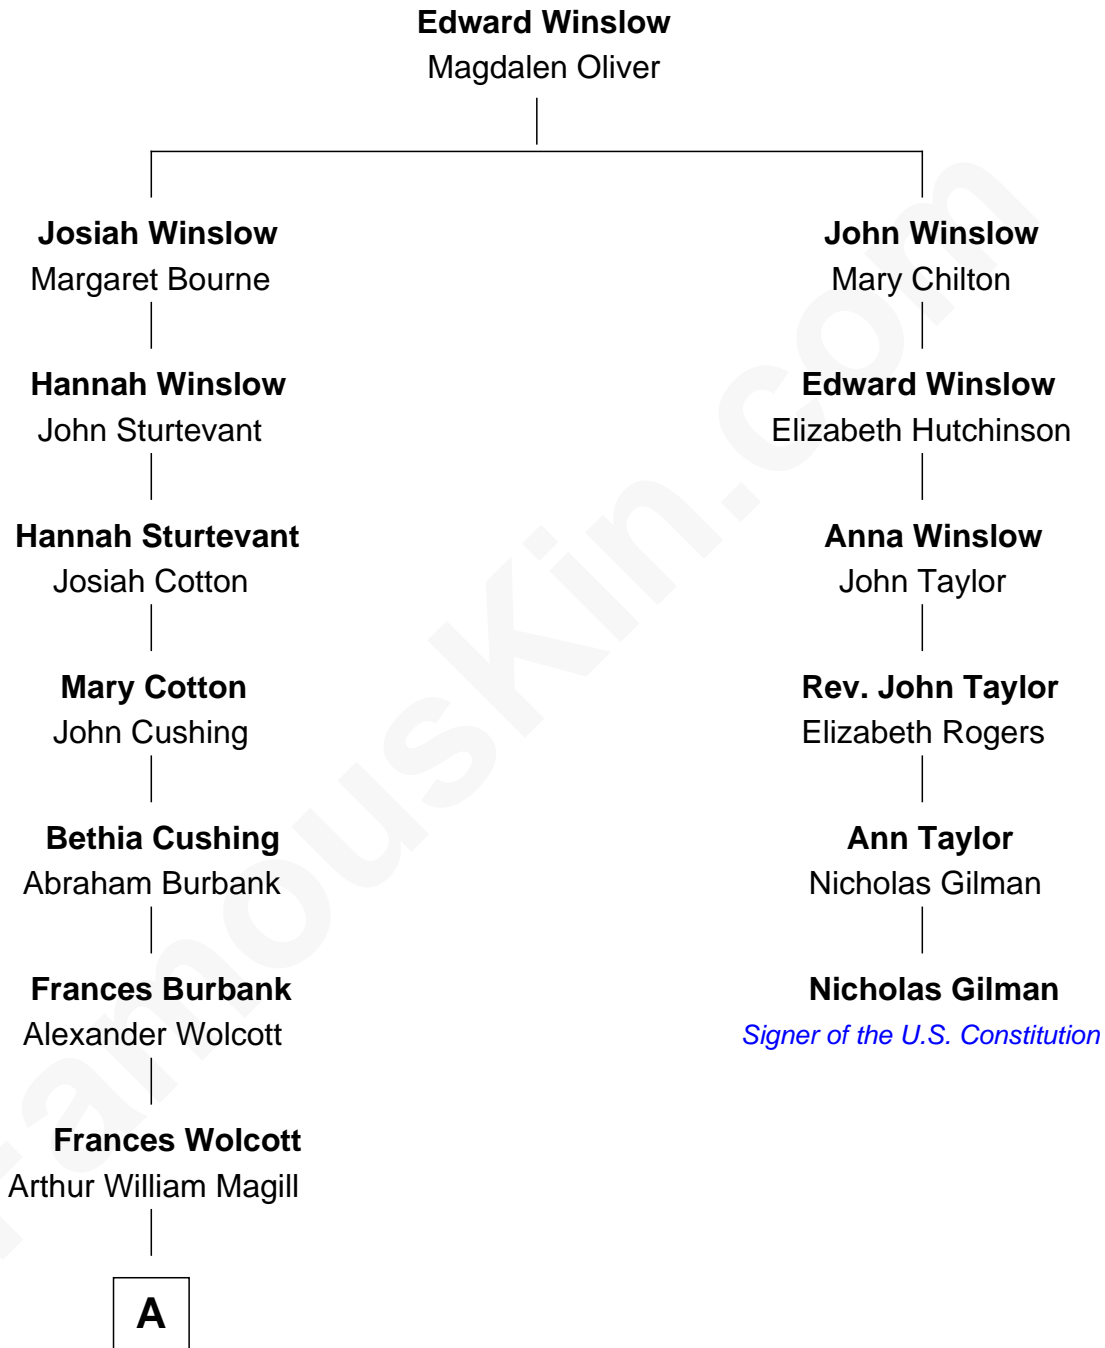 Edward Winslow
Magdalen Oliver
Josiah Winslow
Margaret Bourne
Hannah Winslow
John Sturtevant
Hannah Sturtevant
Josiah Cotton
Mary Cotton
John Cushing
Bethia Cushing
Abraham Burbank
Frances Burbank
Alexander Wolcott
Frances Wolcott
Arthur William Magill
A
John Winslow
Mary Chilton
Edward Winslow
Elizabeth Hutchinson
Anna Winslow
John Taylor
Rev. John Taylor
Elizabeth Rogers
Ann Taylor
Nicholas Gilman
Nicholas Gilman
Signer of the U.S. Constitution
FamousKin.com